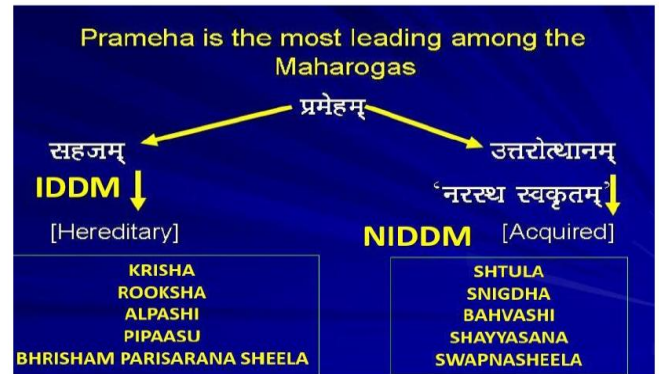 Prameha is the most leading among the
Maharogas
प्रमेहम्
सहजम्
उत्तरोत्थानम्
IDDM
‘नरस्थ स्वकृतम्’
[Hereditary]
NIDDM
[Acquired]
KRISHA
ROOKSHA
ALPASHI
PIPAASU
BHRISHAM PARISARANA SHEELA
SHTULA
SNIGDHA
BAHVASHI
SHAYYASANA
SWAPNASHEELA